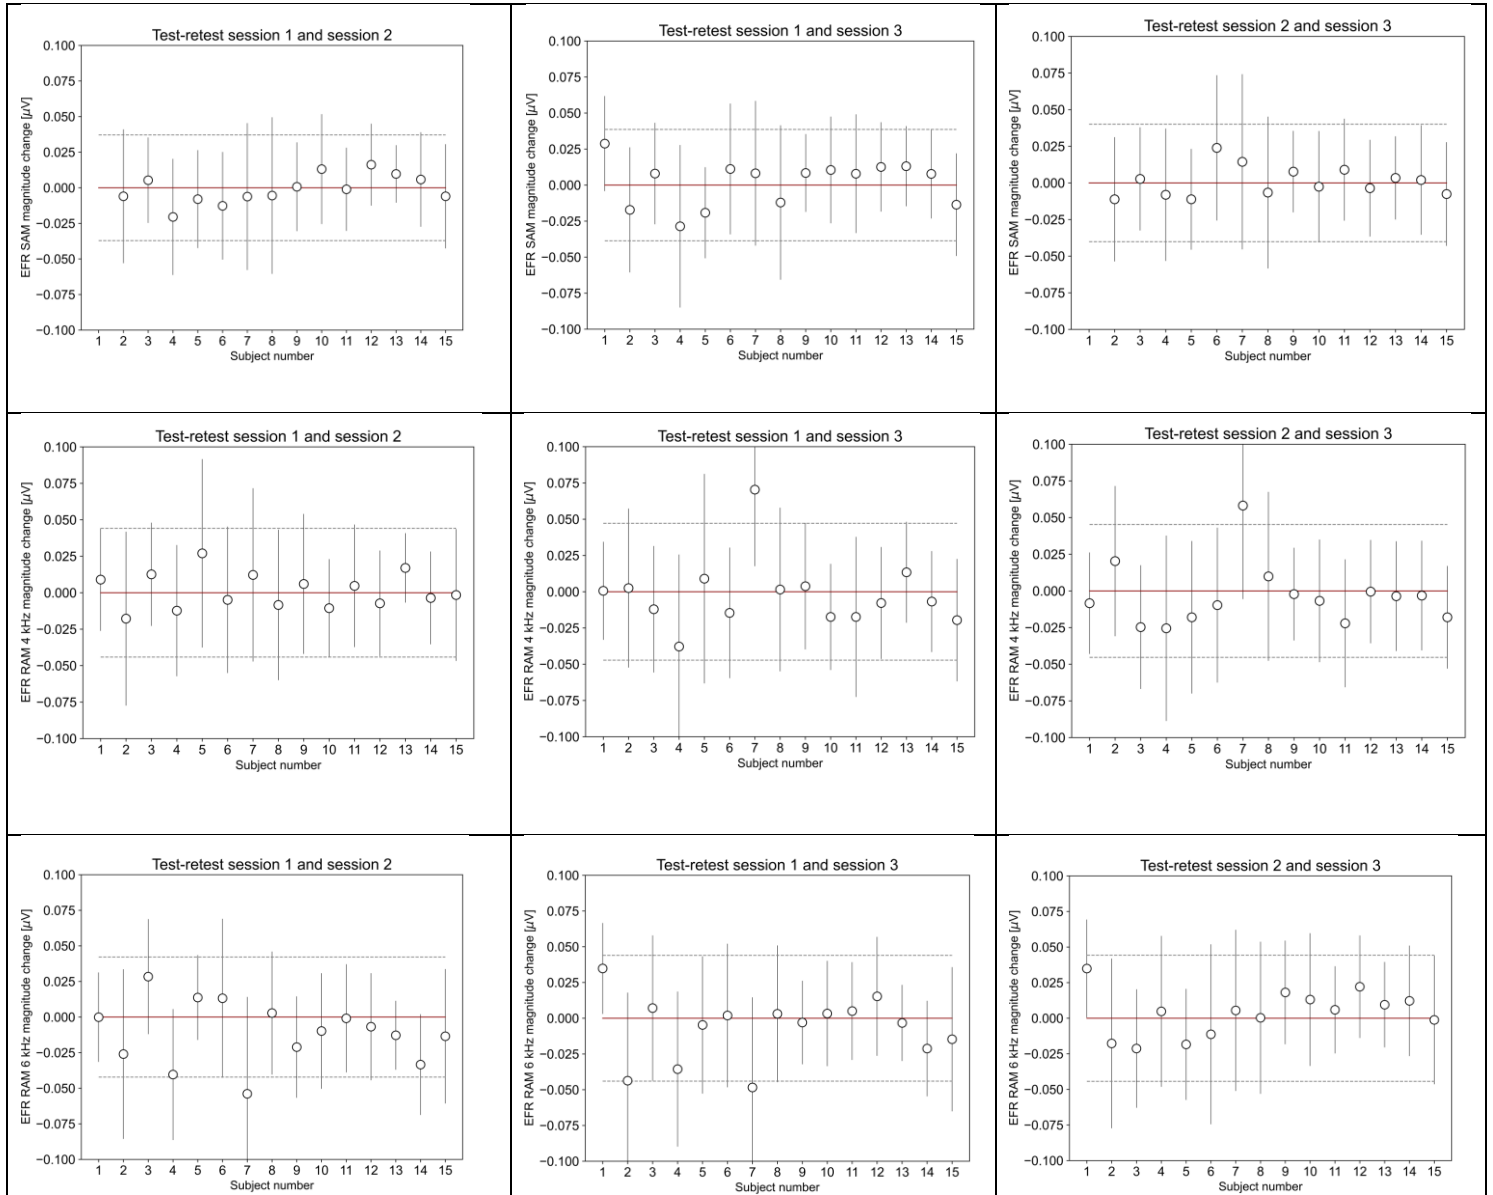 Test-retest session 1 and session 2
EFR SAM magnitude change [μV]
0.100
0.075
0.050
0.025
0.000
−0.025
−0.050
−0.075
−0.100
1 2 3 4 5 6 7 8 9 10 11 12 13 14 15
Subject number
Test-retest session 1 and session 3
EFR SAM magnitude change [μV]
0.100
0.075
0.050
0.025
0.000
−0.025
−0.050
−0.075
−0.100
1 2 3 4 5 6 7 8 9 10 11 12 13 14 15
Subject number
Test-retest session 2 and session 3
EFR SAM magnitude change [μV]
0.100
0.075
0.050
0.025
0.000
−0.025
−0.050
−0.075
−0.100
1 2 3 4 5 6 7 8 9 10 11 12 13 14 15
Subject number
Test-retest session 1 and session 2
EFR RAM 4 kHz magnitude change [μV]
0.100
0.075
0.050
0.025
0.000
−0.025
−0.050
−0.075
−0.100
1 2 3 4 5 6 7 8 9 10 11 12 13 14 15
Subject number
Test-retest session 1 and session 3
EFR RAM 4 kHz magnitude change [μV]
0.100
0.075
0.050
0.025
0.000
−0.025
−0.050
−0.075
−0.100
1 2 3 4 5 6 7 8 9 10 11 12 13 14 15
Subject number
Test-retest session 2 and session 3
EFR RAM 4 kHz magnitude change [μV]
0.100
0.075
0.050
0.025
0.000
−0.025
−0.050
−0.075
−0.100
1 2 3 4 5 6 7 8 9 10 11 12 13 14 15
Subject number
Test-retest session 1 and session 2
EFR RAM 6 kHz magnitude change [μV]
0.100
0.075
0.050
0.025
0.000
−0.025
−0.050
−0.075
−0.100
1 2 3 4 5 6 7 8 9 10 11 12 13 14 15
Subject number
Test-retest session 1 and session 3
EFR RAM 6 kHz magnitude change [μV]
0.100
0.075
0.050
0.025
0.000
−0.025
−0.050
−0.075
−0.100
1 2 3 4 5 6 7 8 9 10 11 12 13 14 15
Subject number
Test-retest session 2 and session 3
EFR RAM 6 kHz magnitude change [μV]
0.100
0.075
0.050
0.025
0.000
−0.025
−0.050
−0.075
−0.100
1 2 3 4 5 6 7 8 9 10 11 12 13 14 15
Subject number